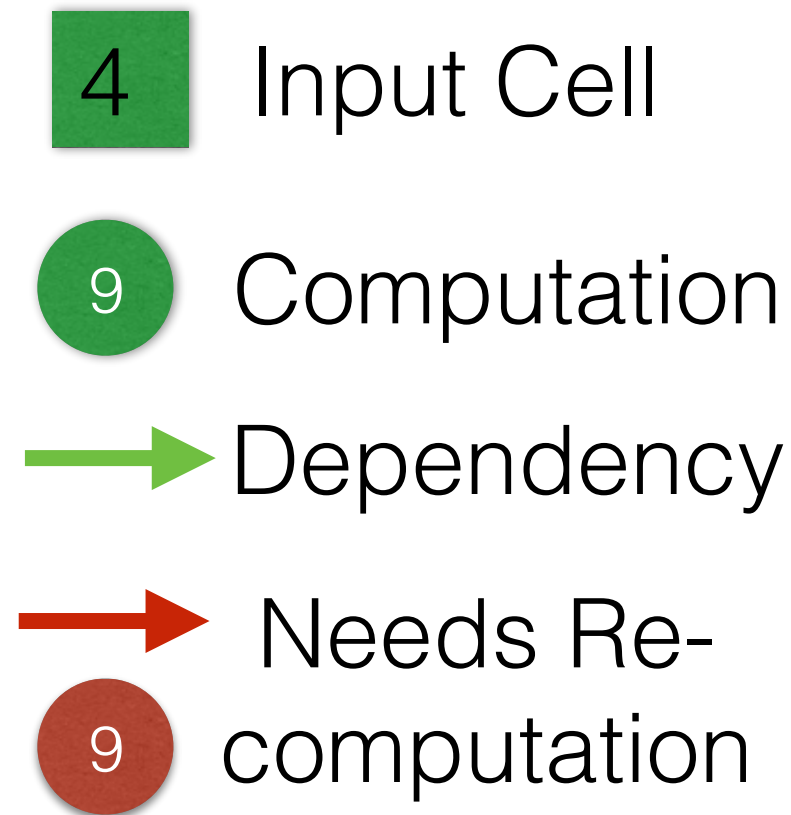 4 Input Cell
9 Computation
Dependency
Needs Re-
9 computation